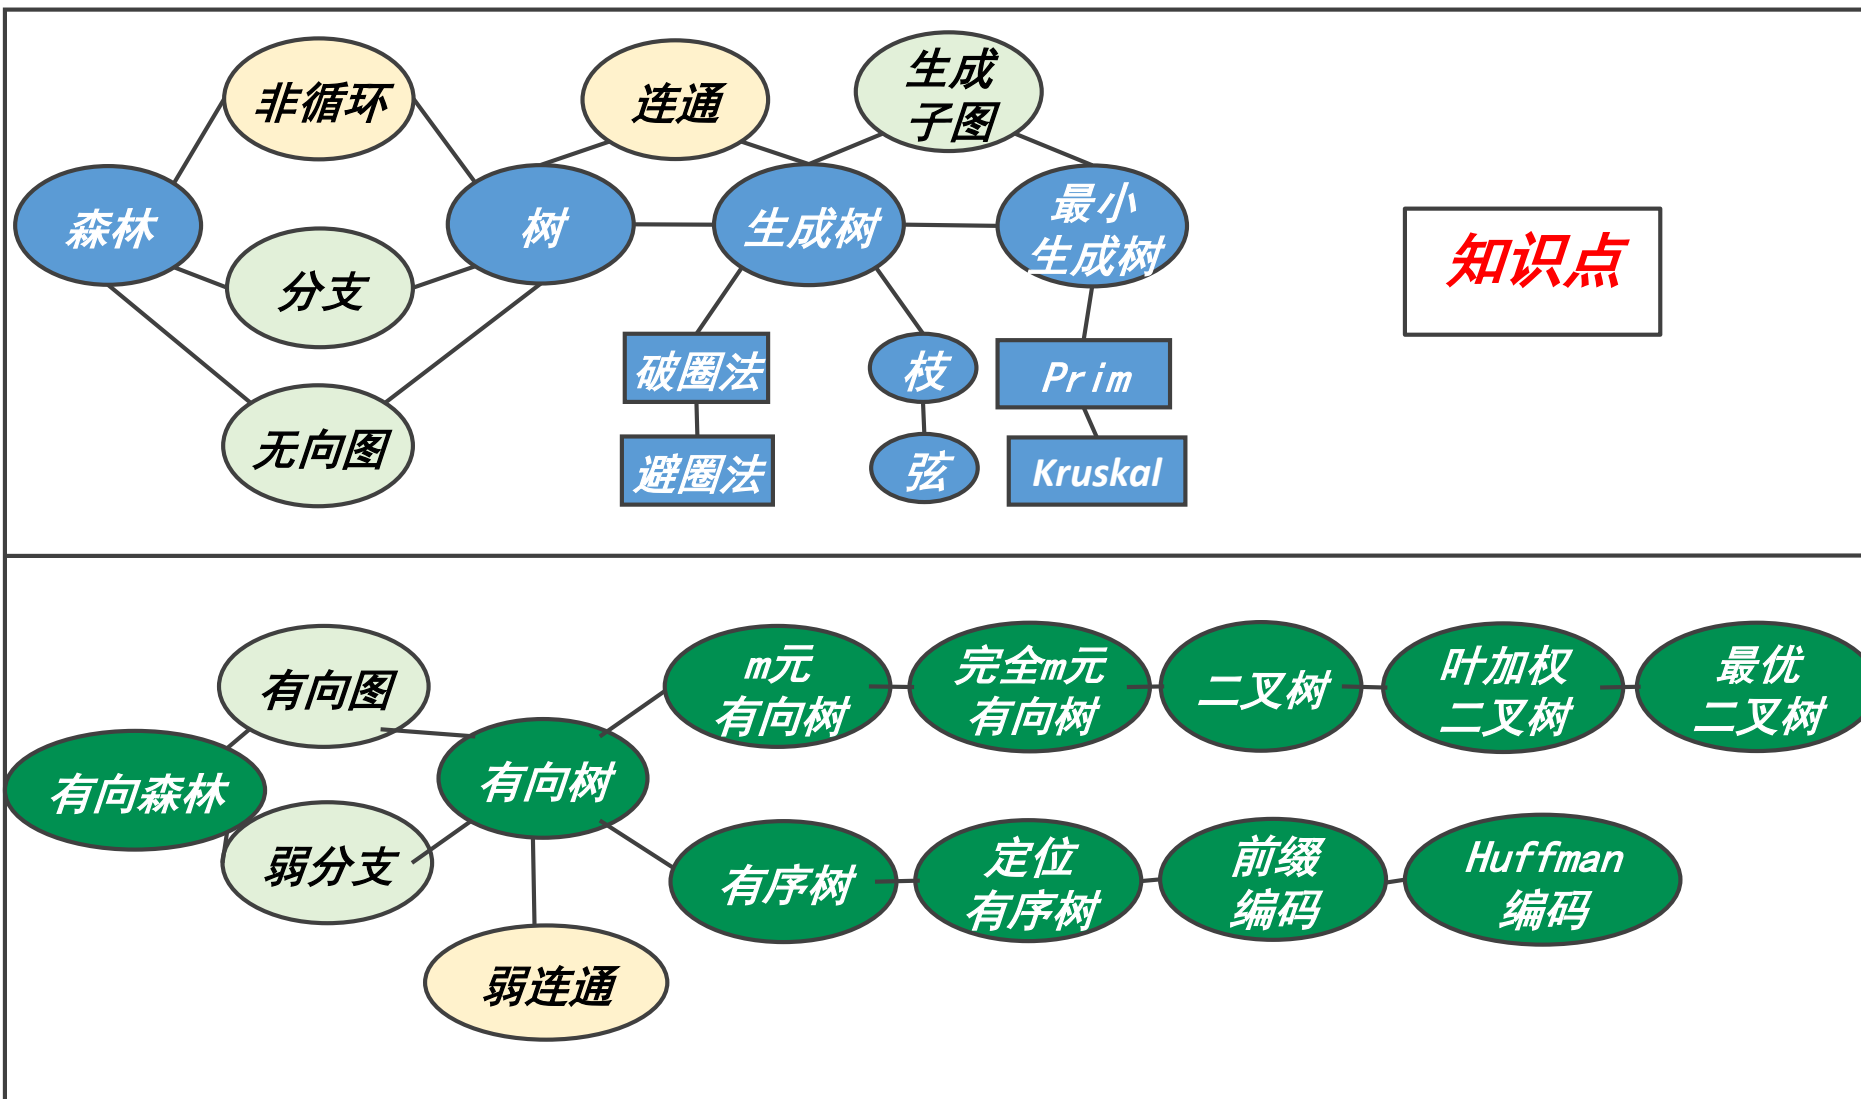 非循环
连通
生成
子图
森林
树
生成树
最小
生成树
知识点
分支
破圈法
枝
Prim
无向图
避圈法
弦
Kruskal
有向图
m元
有向树
完全m元
有向树
二叉树
叶加权
二叉树
最优
二叉树
有向森林
有向树
弱分支
有序树
定位
有序树
前缀
编码
Huffman
编码
弱连通